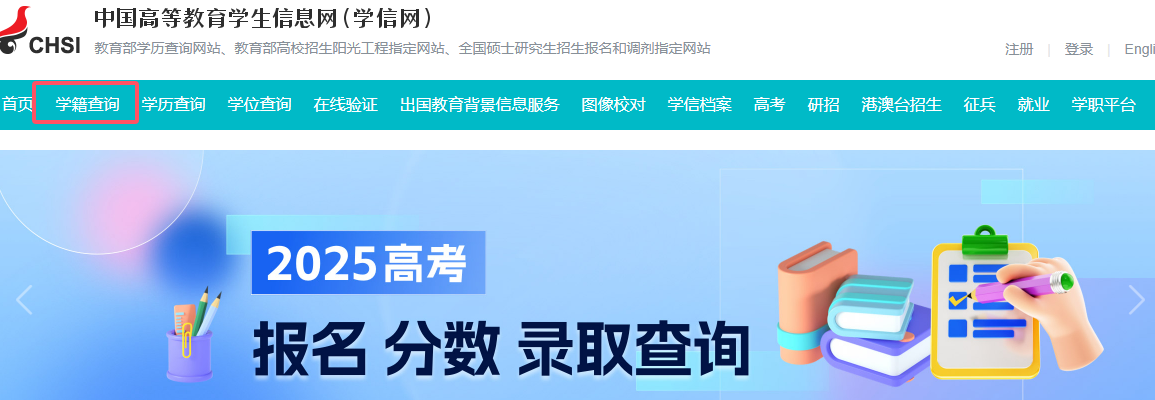 中国高等教育学生信息网(学信网)
CHSI
教育部学历查询网站、教育部高校招生阳光工程指定网站、全国硕士研究生招生报名和调剂指定网站
注册 | 登录 | Engli
首页 学籍查询 学历查询 学位查询 在线验证 出国教育背景信息服务 图像校对 学信档案 高考 研招 港澳台招生 征兵 就业 学职平台
2025高考
报名 分数 录取查询